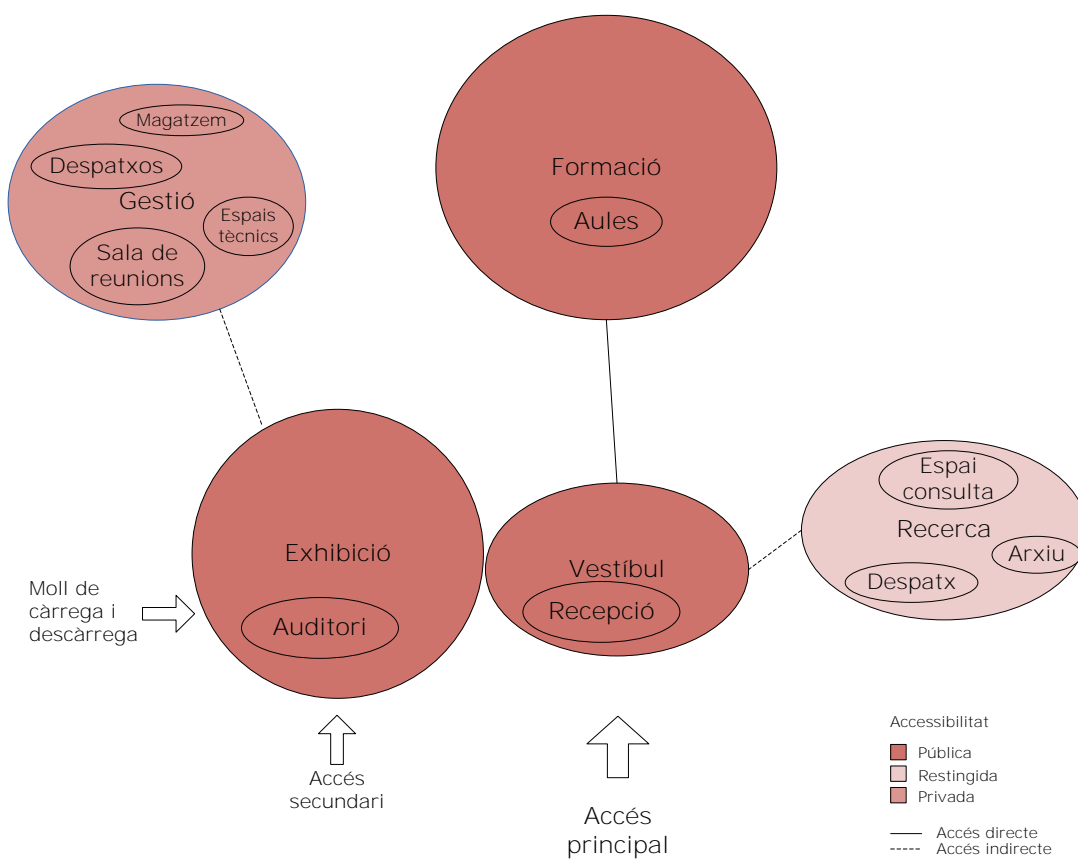 Magatzem
Despatxos
Gestió
Espais
tècnics
Sala de
reunions
Formació
Aules
Exhibició
Auditori
Vestíbul
Recepció
Espai
consulta
Recerca
Arxiu
Despatx
Moll de
càrrega i
descàrrega
Accés
secundari
Accés
principal
Accessibilitat
Pública
Restingida
Privada
Accés directe
Accés indirecte